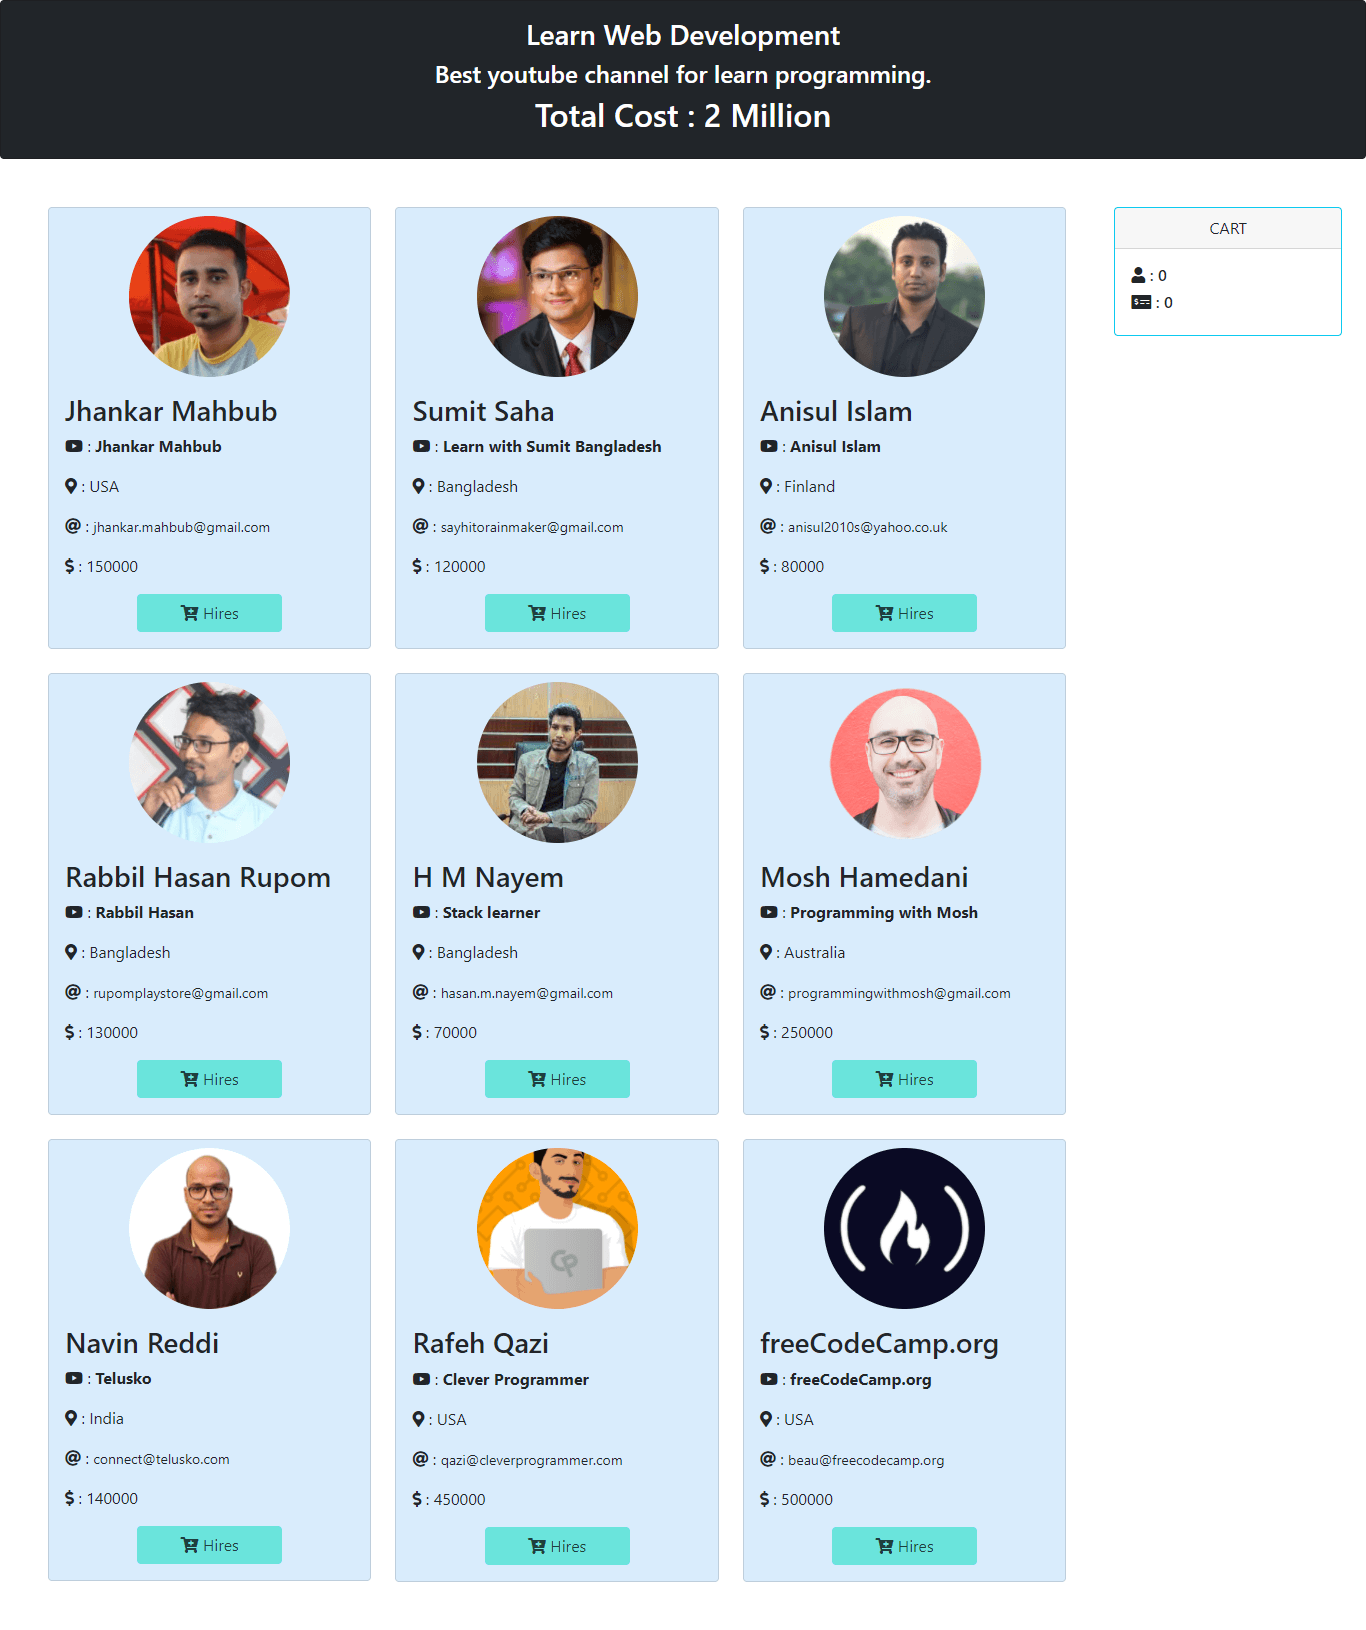 Learn Web Development
Best youtube channel for learn programming.
Total Cost : 2 Million
Jhankar Mahbub
: Jhankar Mahbub
: USA
@ : jhankar.mahbub@gmail.com
$ : 150000
Hires
Sumit Saha
: Learn with Sumit Bangladesh
: Bangladesh
@ : sayhitorainmaker@gmail.com
$ : 120000
Hires
Anisul Islam
: Anisul Islam
: Finland
@ : anisul2010s@yahoo.co.uk
$ : 80000
Hires
CART
: 0
: 0
Rabbil Hasan Rupom
: Rabbil Hasan
: Bangladesh
@ : rupomplaystore@gmail.com
$ : 130000
Hires
H M Nayem
: Stack learner
: Bangladesh
@ : hasan.m.nayem@gmail.com
$ : 70000
Hires
Mosh Hamedani
: Programming with Mosh
: Australia
@ : programmingwithmosh@gmail.com
$ : 250000
Hires
Navin Reddi
: Telusko
: India
@ : connect@telusko.com
$ : 140000
Hires
CP
Rafeh Qazi
: Clever Programmer
: USA
@ : qazi@cleverprogrammer.com
$ : 450000
Hires
freeCodeCamp.org
: freeCodeCamp.org
: USA
@ : beau@freecodecamp.org
$ : 500000
Hires